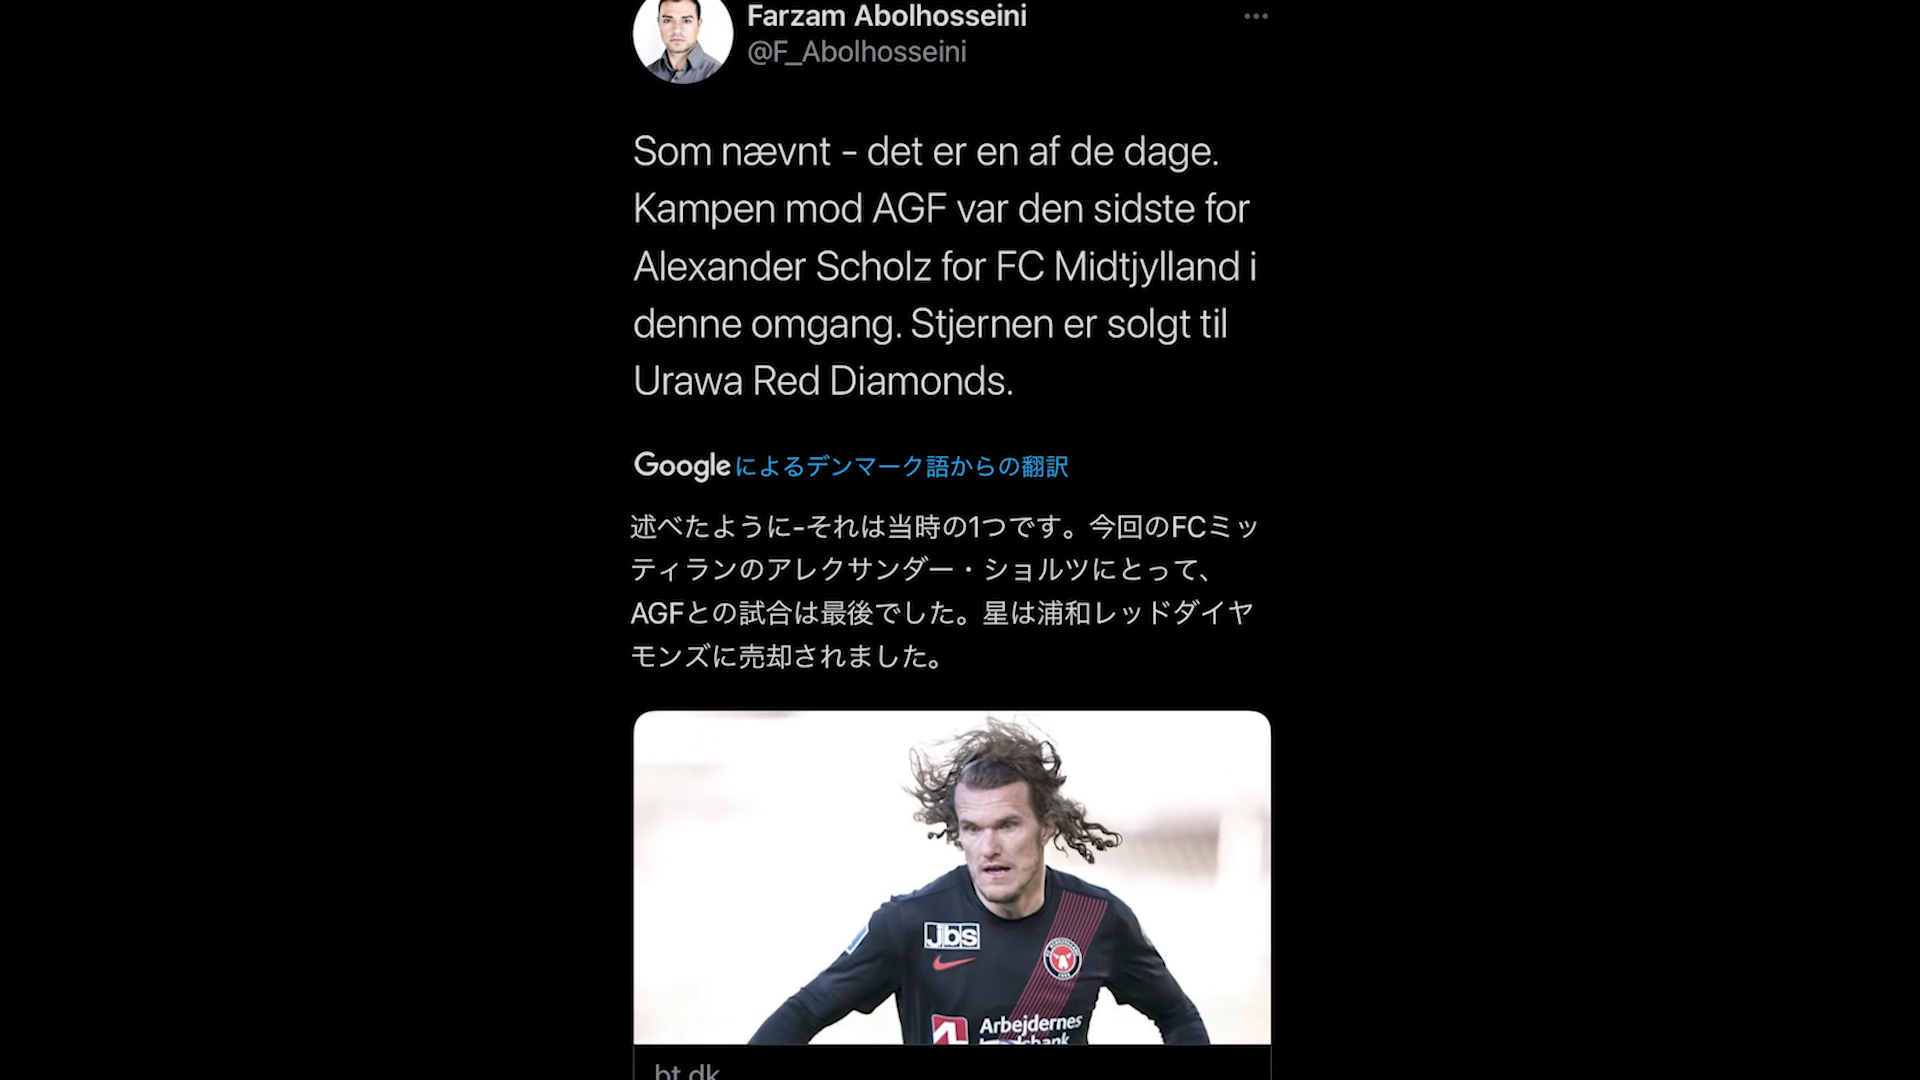 Farzam Abolhosseini
@F_Abolhosseini
Som nævnt - det er en af de dage.
Kampen mod AGF var den sidste for
Alexander Scholz for FC Midtjylland i
denne omgang. Stjernen er solgt til
Urawa Red Diamonds.
Googleによるデンマーク語からの翻訳
述べたように-それは当時の1つです。今回のFCミッ
ティランのアレクサンダー・ショルツにとって、
AGFとの試合は最後でした。星は浦和レッドダイヤ
モンズに売却されました。
jbs
Arbejdernes
bt.dk